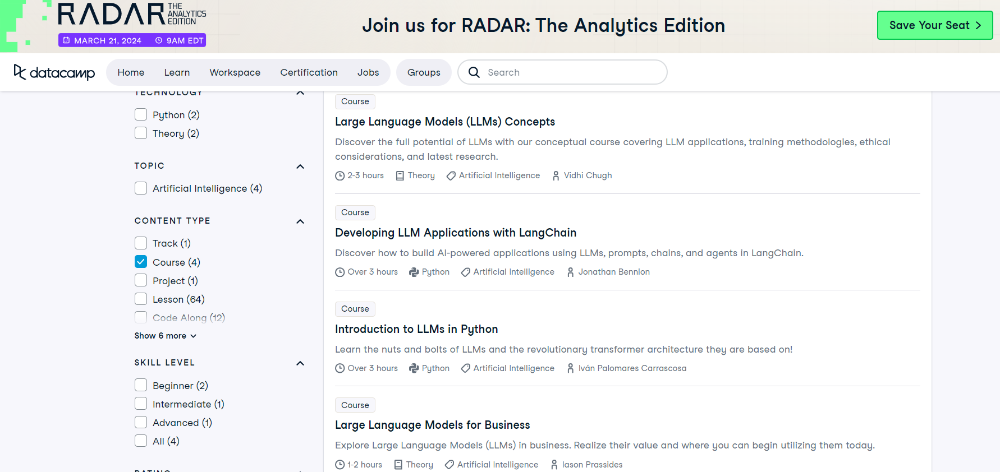 RADAR THE ANALYTICS EDITION
MARCH 21, 2024 9AM EDT
Join us for RADAR: The Analytics Edition
Save Your Seat
datacamp
Home Learn Workspace Certification Jobs Groups Search
TECHNOLOGY
Python (2)
Theory (2)
TOPIC
Artificial Intelligence (4)
CONTENT TYPE
Track (1)
Course (4)
Project (1)
Lesson (64)
Code Along (12)
Show 6 more
SKILL LEVEL
Beginner (2)
Intermediate (1)
Advanced (1)
All (4)
RATING
Course
Large Language Models (LLMs) Concepts
Discover the full potential of LLMs with our conceptual course covering LLM applications, training methodologies, ethical
considerations, and latest research.
2-3 hours Theory Artificial Intelligence Vidhi Chugh
Course
Developing LLM Applications with LangChain
Discover how to build AI-powered applications using LLMs, prompts, chains, and agents in LangChain.
Over 3 hours Python Artificial Intelligence Jonathan Bennion
Course
Introduction to LLMs in Python
Learn the nuts and bolts of LLMs and the revolutionary transformer architecture they are based on!
Over 3 hours Python Artificial Intelligence Iván Palomares Carrascosa
Course
Large Language Models for Business
Explore Large Language Models (LLMs) in business. Realize their value and where you can begin utilizing them today.
1-2 hours Theory Artificial Intelligence Iason Prassides